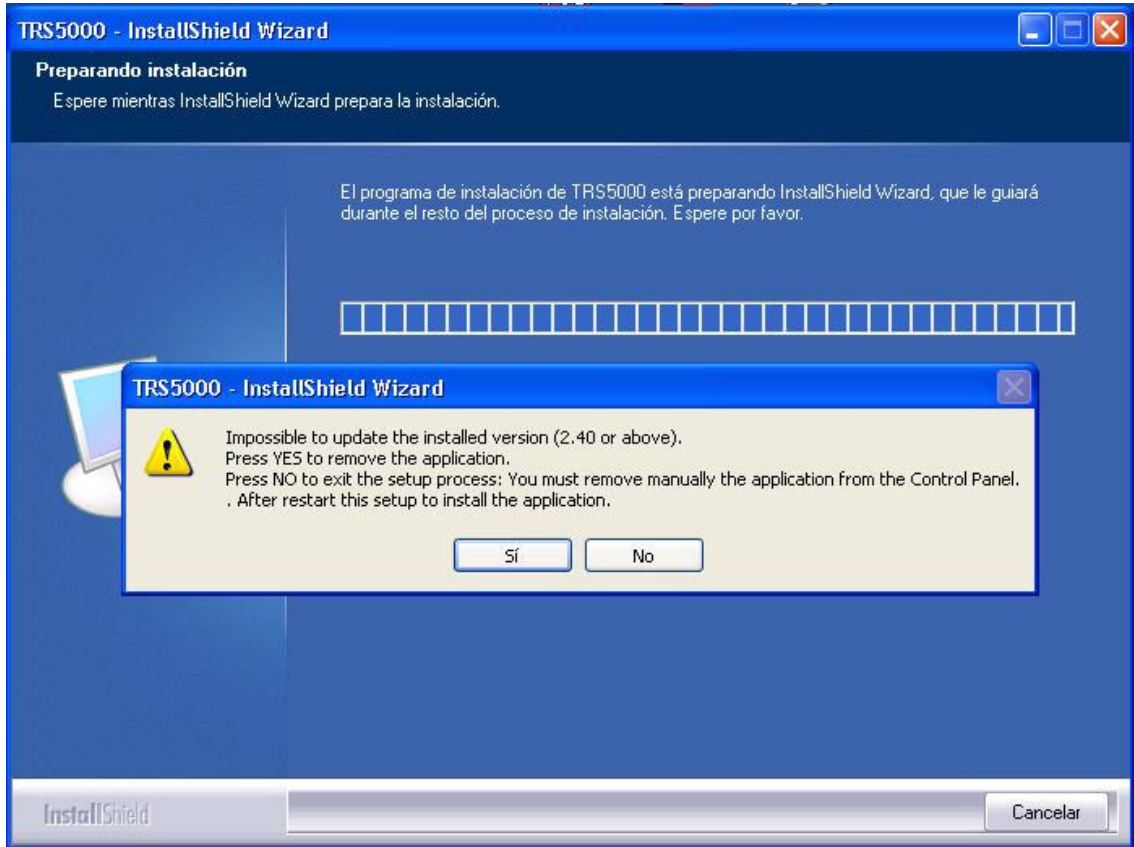 TRS5000 - InstallShield Wizard
Preparando instalación
Espere mientras InstallShield Wizard prepara la instalación.
El programa de instalación de TRS5000 está preparando InstallShield Wizard, que le guiará
durante el resto del proceso de instalación. Espere por favor.
TRS5000 - InstallShield Wizard
Impossible to update the installed version (2.40 or above).
Press YES to remove the application.
Press NO to exit the setup process: You must remove manually the application from the Control Panel.
. After restart this setup to install the application.
Sí
No
InstallShield
Cancelar